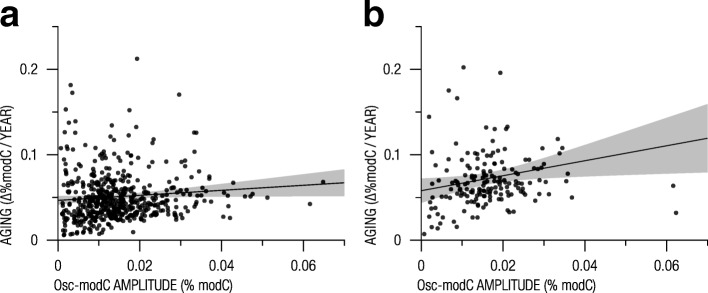 a
b
0.2
0.1
0
AGING (Δ%modC / YEAR)
0
0.02
0.04
0.06
Osc-modC AMPLITUDE (% modC)
0.2
0.1
0
AGING (Δ%modC / YEAR)
0
0.02
0.04
0.06
Osc-modC AMPLITUDE (% modC)